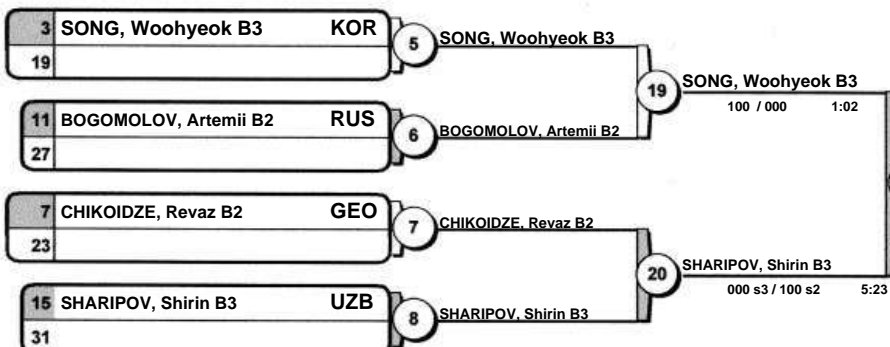 3 SONG, Woohyeok B3 KOR
19
5
SONG, Woohyeok B3
11 BOGOMOLOV, Artemii B2 RUS
27
6
BOGOMOLOV, Artemii B2
19
SONG, Woohyeok B3
100 / 000 1:02
7 CHIKOIDZE, Revaz B2 GEO
23
7
CHIKOIDZE, Revaz B2
15 SHARIPOV, Shirin B3 UZB
31
8
SHARIPOV, Shirin B3
20
SHARIPOV, Shirin B3
000 s3 / 100 s2 5:23